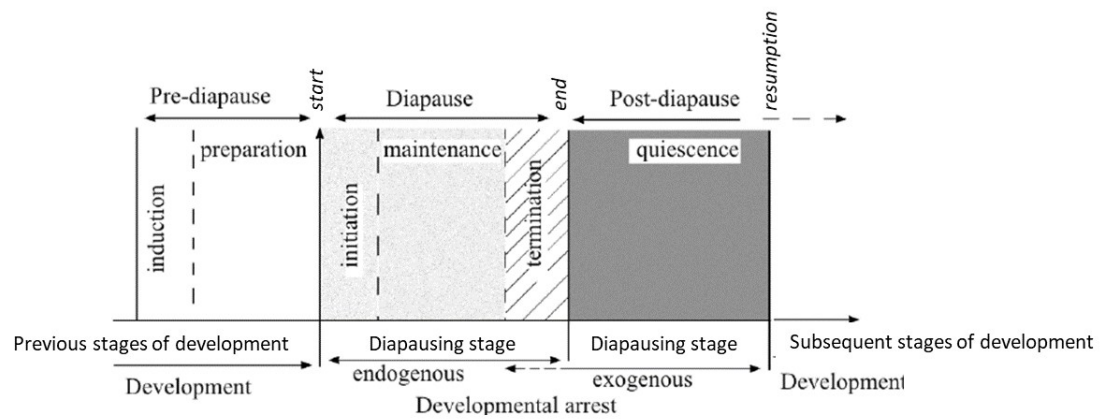 resumption
start
end
Pre-diapause
Diapause
Post-diapause
preparation
maintenance
quiescence
induction
initiation
termination
Previous stages of development
Diapausing stage
Diapausing stage
Subsequent stages of development
Development
endogenous
exogenous
Development
Developmental arrest